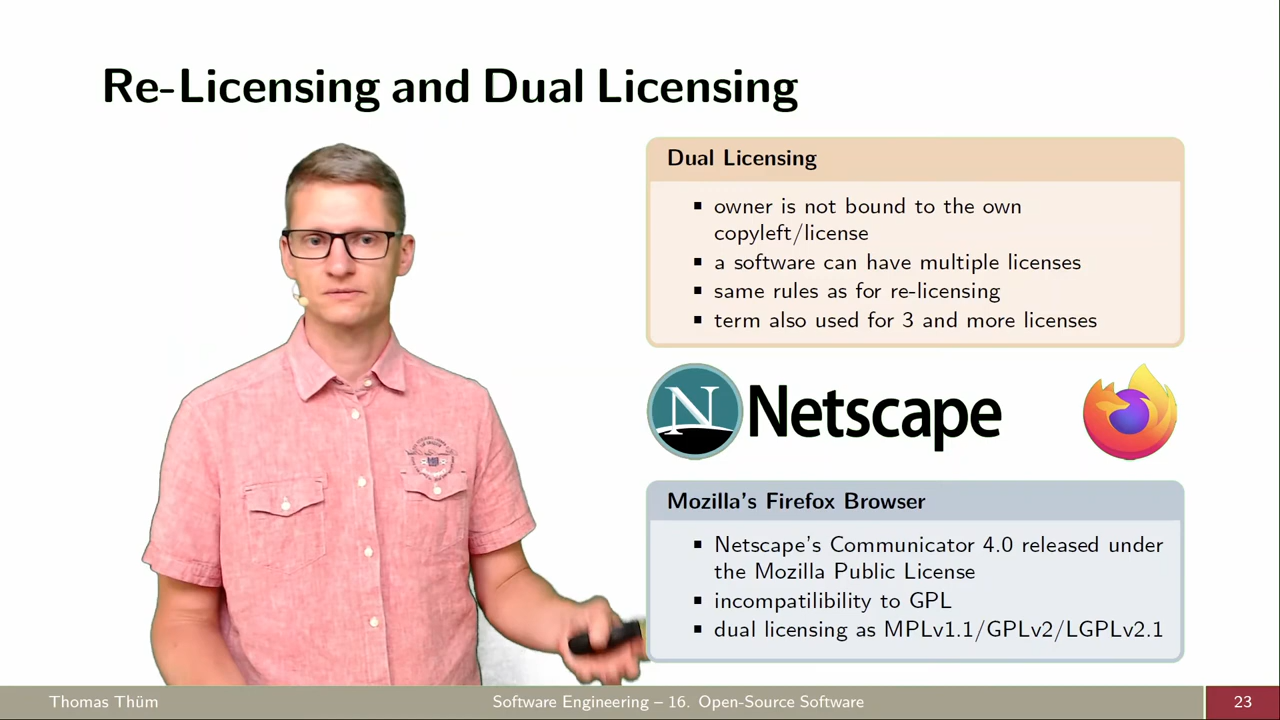 Re-Licensing and Dual Licensing
Dual Licensing
▪ owner is not bound to the own
copyleft/license
▪ a software can have multiple licenses
▪ same rules as for re-licensing
▪ term also used for 3 and more licenses
N Netscape
Mozilla's Firefox Browser
▪ Netscape's Communicator 4.0 released under
the Mozilla Public License
▪ incompatilibility to GPL
▪ dual licensing as MPLv1.1/GPLv2/LGPLv2.1
Thomas Thüm
Software Engineering – 16. Open-Source Software
23